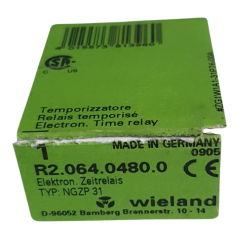 C US
Temporizzatore
Relais temporisé
Electron. Time relay
1
MADE IN GERMANY
0905
R2.064.0480.0
Elektron. Zeitrelais
TYP: NGZP 31
wieland
D-96052 Bamberg Brennerstr. 10 - 14